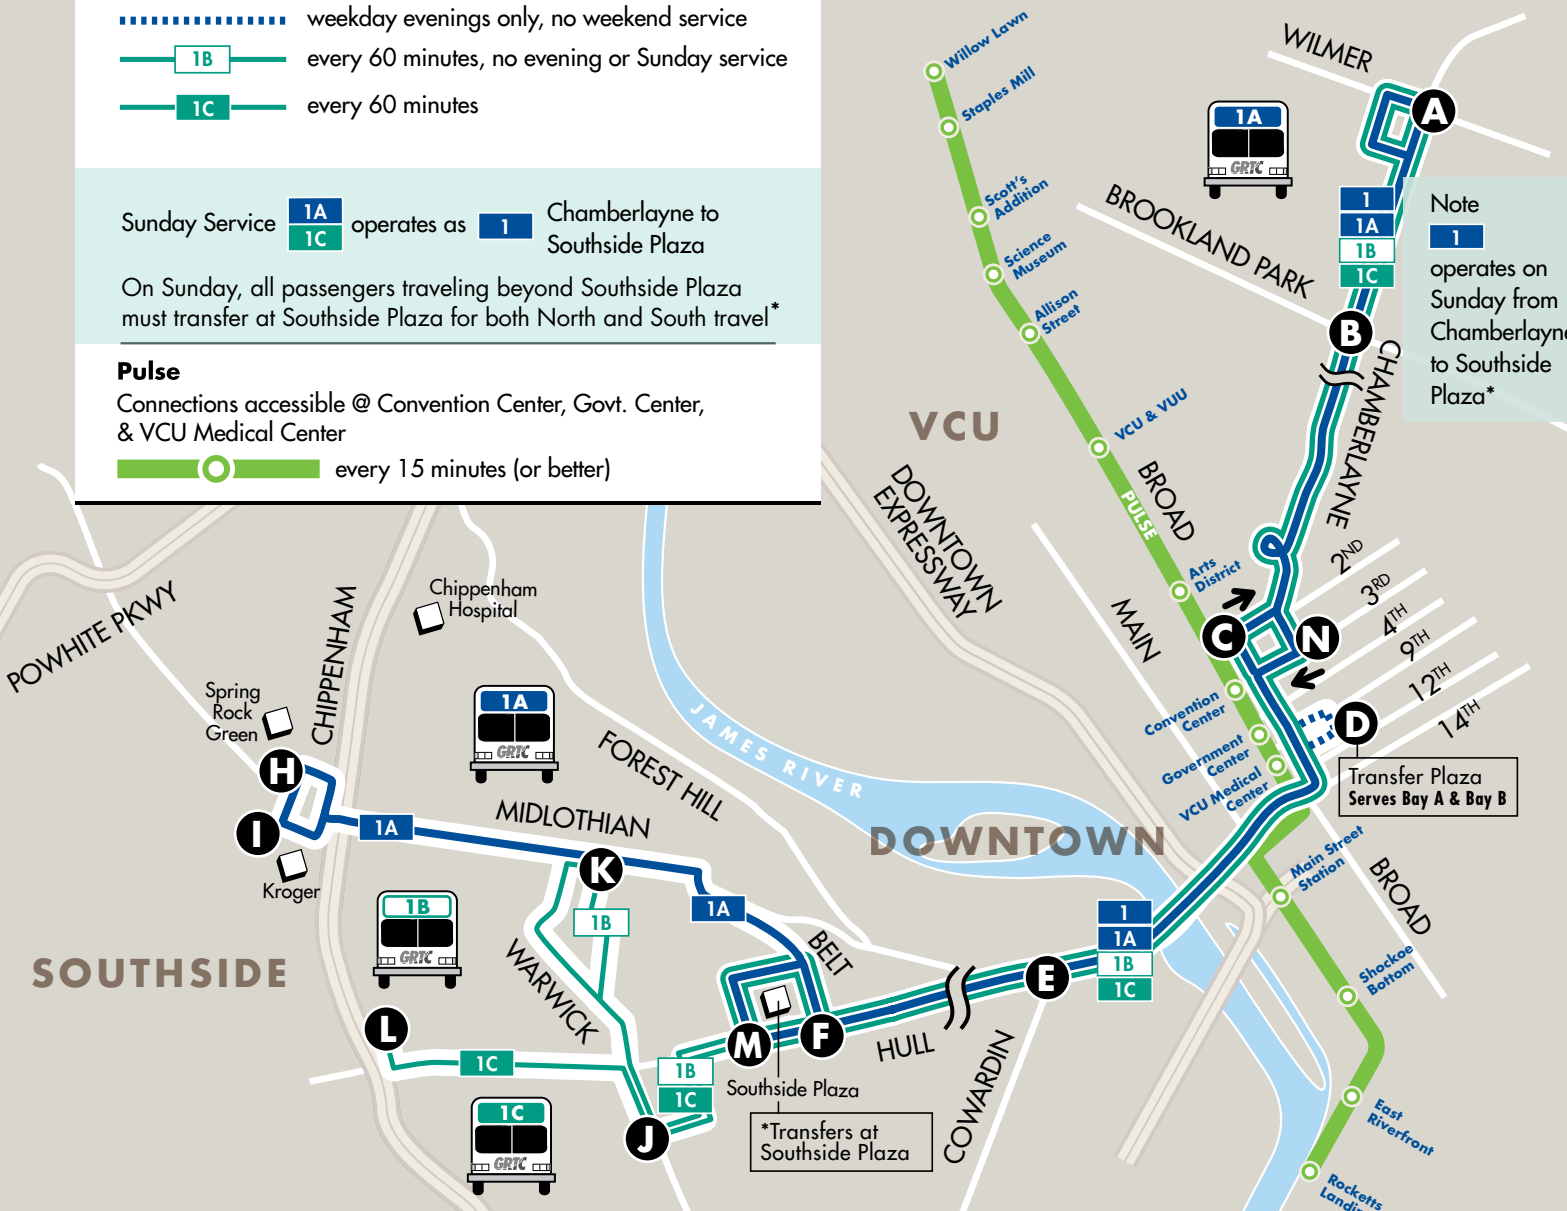 weekday evenings only, no weekend service
1B every 60 minutes, no evening or Sunday service
1C every 60 minutes
Sunday Service 1A 1C operates as 1 Chamberlayne to
Southside Plaza
On Sunday, all passengers traveling beyond Southside Plaza
must transfer at Southside Plaza for both North and South travel*
Pulse
Connections accessible @ Convention Center, Govt. Center,
& VCU Medical Center
every 15 minutes (or better)
Willow Lawn
Staples Mill
Scott's
Addition
Science
Museum
Allison
Street
VCU & VUU
PULSE
BROAD
Arts
District
Convention
Center
Government
Center
VCU Medical
Center
Main Street
Station
Shockoe
Bottom
East
Riverfront
Rocketts
WILMER
A
1A
GRTC
BROOKLAND PARK
1
1A
1B
1C
Note
1
operates on
Sunday from
Chamberlayne
to Southside
Plaza*
B
CHAMBERLAYNE
VCU
DOWNTOWN
EXPRESSWAY
MAIN
2ND
3RD
4TH
9TH
12TH
14TH
C
N
D
Transfer Plaza
Serves Bay A & Bay B
BROAD
DOWNTOWN
JAMES RIVER
POWHITE PKWY
CHIPPENHAM
Chippenham
Hospital
Spring
Rock
Green
H
I
Kroger
1A
GRTC
FOREST HILL
MIDLOTHIAN
1A
K
1B
1A
1B
GRTC
SOUTHSIDE
WARWICK
BELT
L
1C
1C
GRTC
J
1B
1C
M
F
Southside Plaza
*Transfers at
Southside Plaza
HULL
COWARDIN
E
1
1A
1B
1C